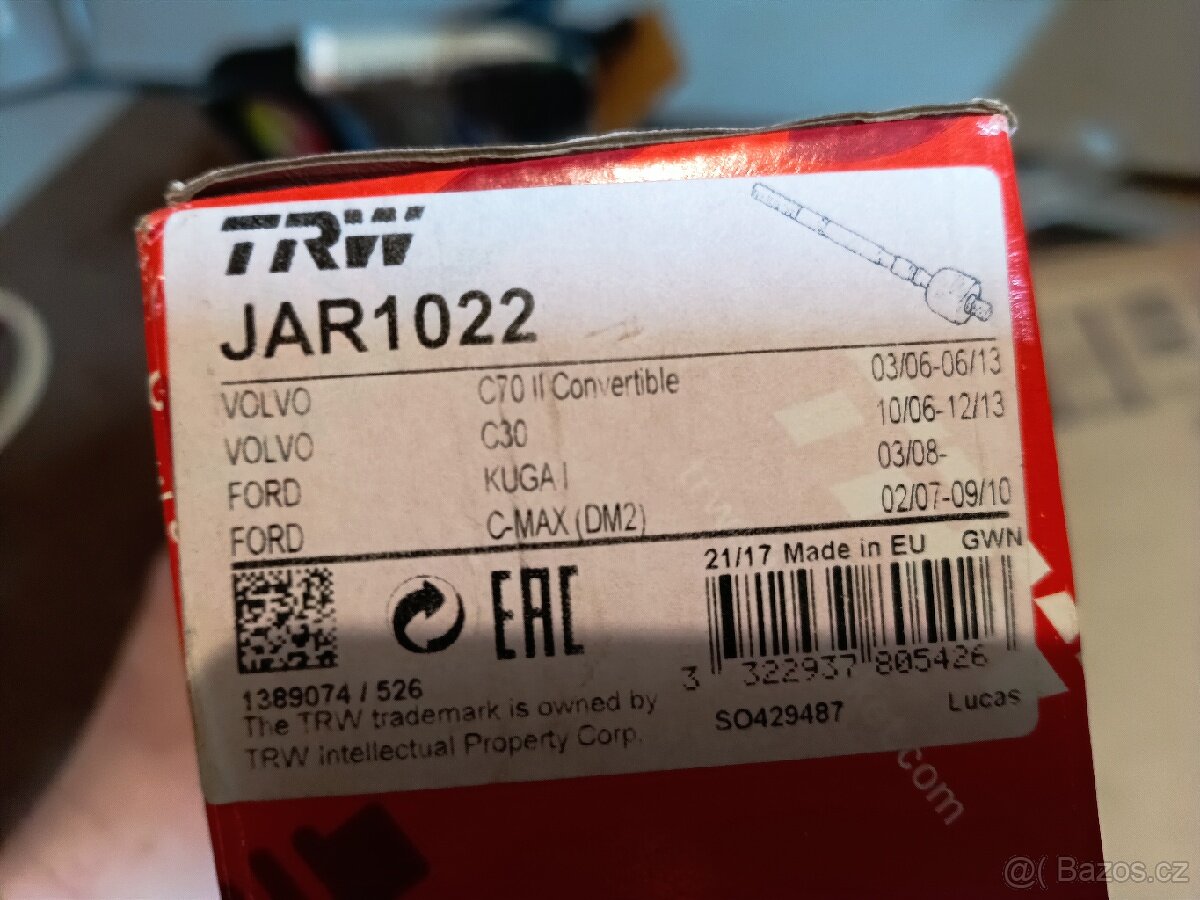 TRW
JAR1022
VOLVO C70 II Convertible 03/06-06/13
VOLVO C30 10/06-12/13
FORD KUGA I 03/08-
FORD C-MAX (DM2) 02/07-09/10
21/17 Made in EU GWN
EAC
3 322937 805426
1389074 / 526
The TRW trademark is owned by
TRW Intellectual Property Corp.
SO429487 Lucas
.com
@( Bazos.cz